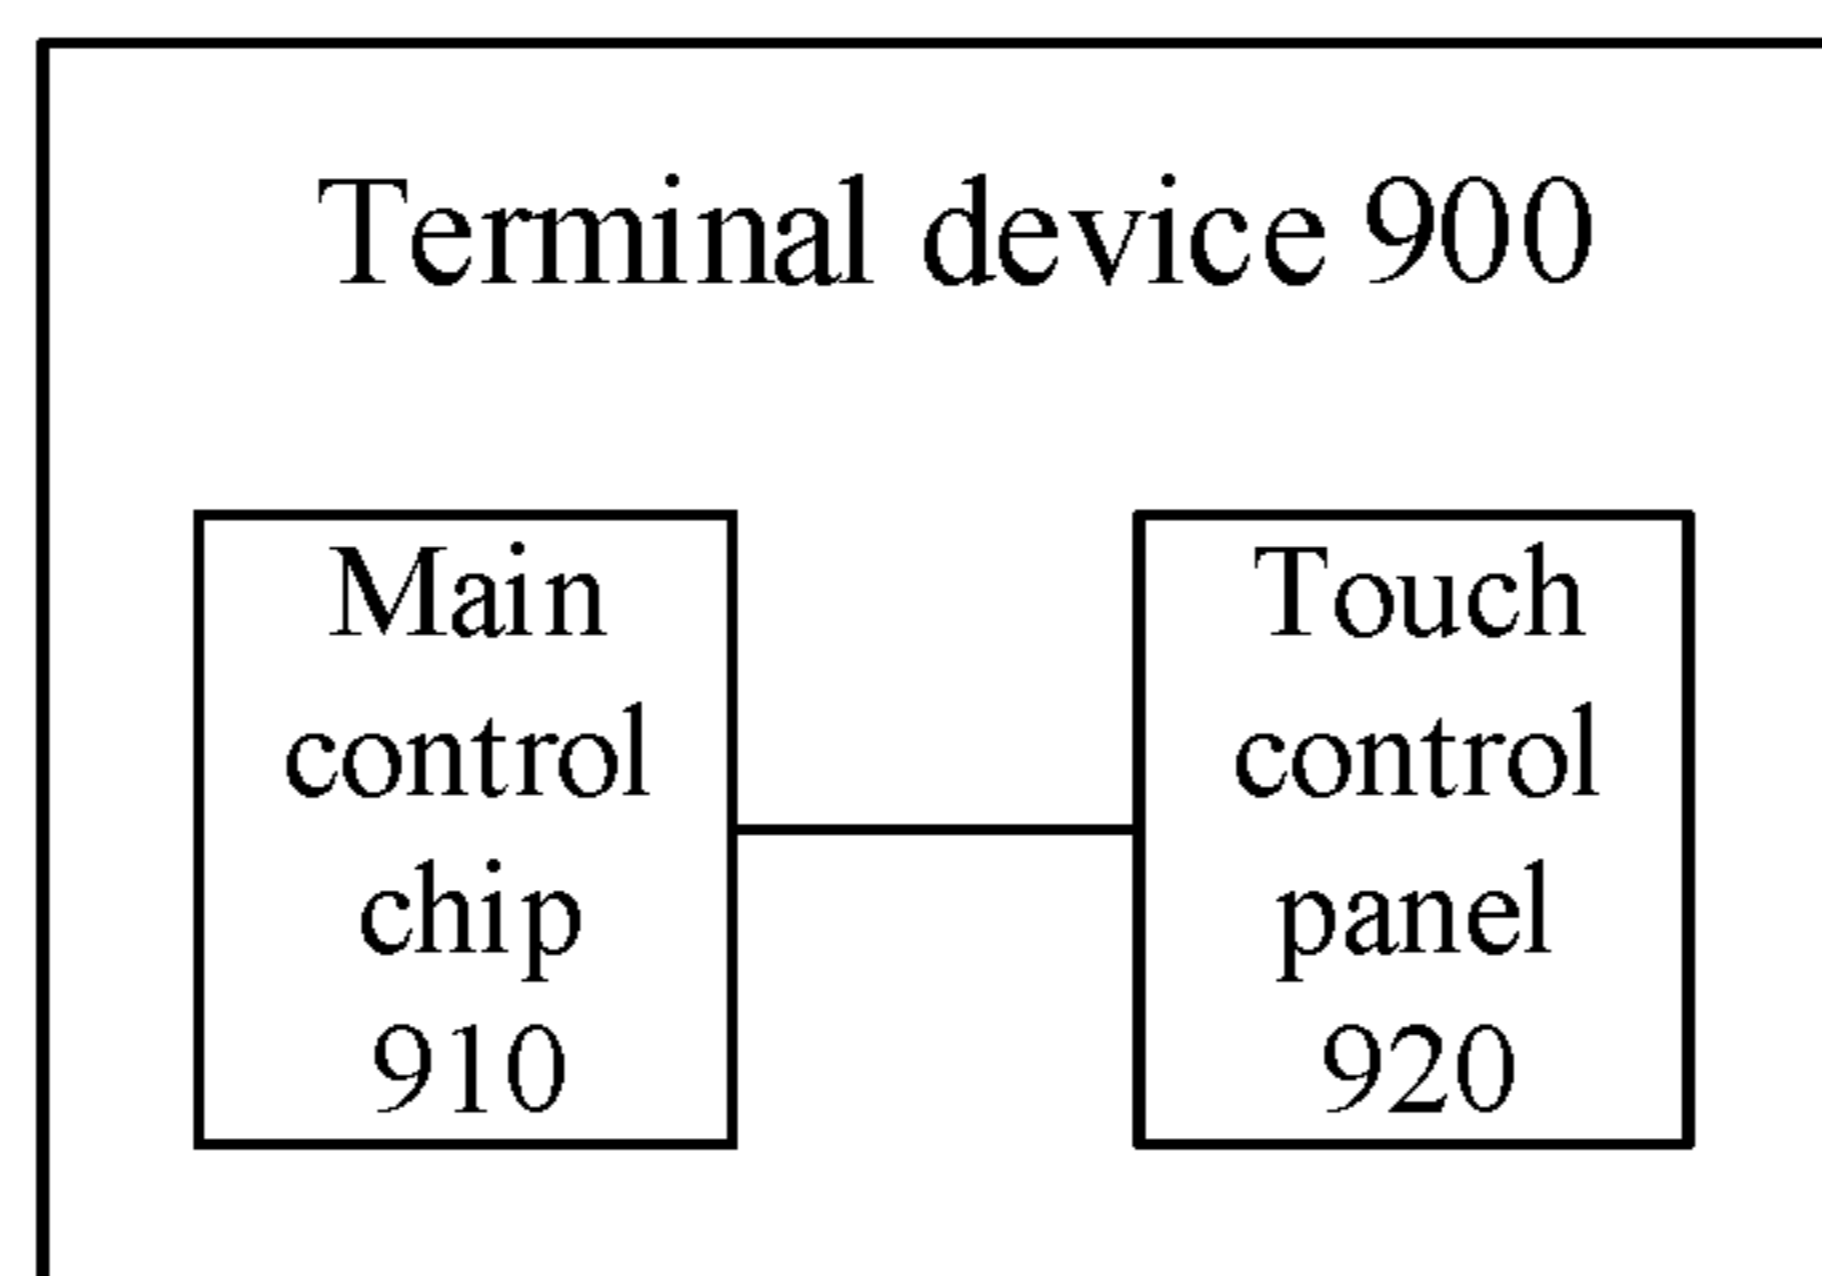 Terminal device 900
Main
control
chip
910
Touch
control
panel
920